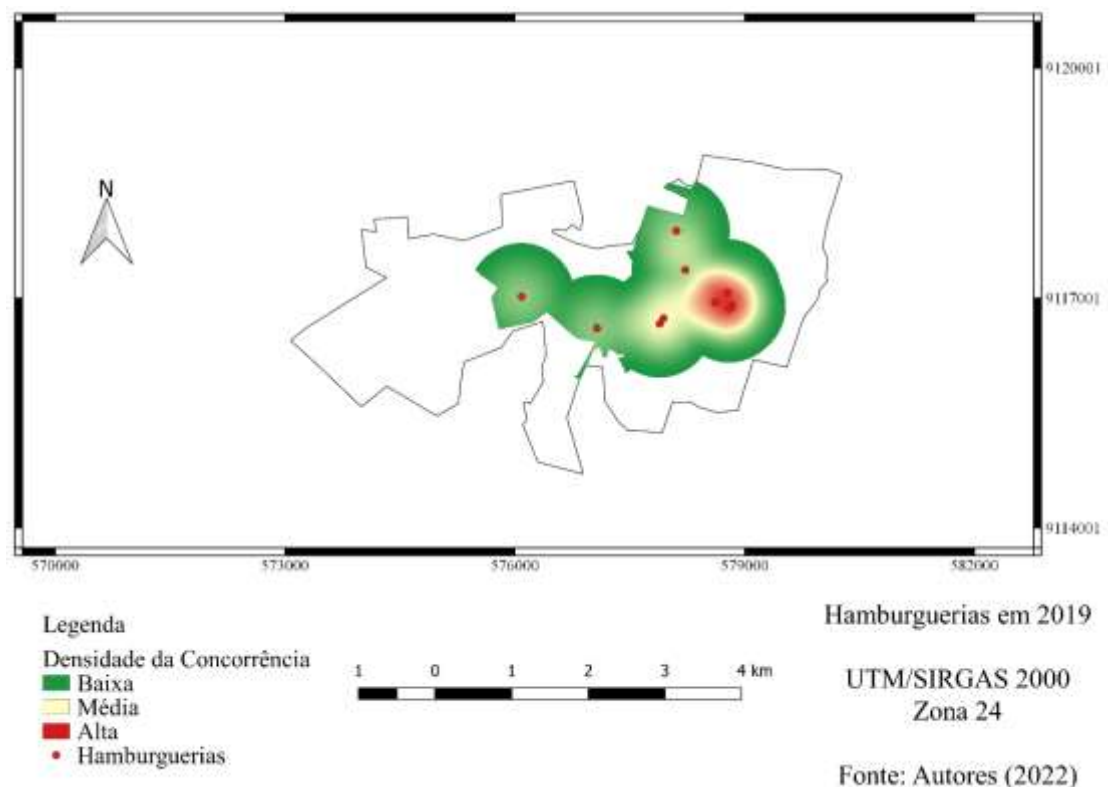 N
9120001
9117001
9114001
570000
573000
576000
579000
582000
Legenda
Densidade da Concorrência
Baixa
Média
Alta
Hamburguerias
1 0 1 2 3 4 km
Hamburguerias em 2019
UTM/SIRGAS 2000
Zona 24
Fonte: Autores (2022)